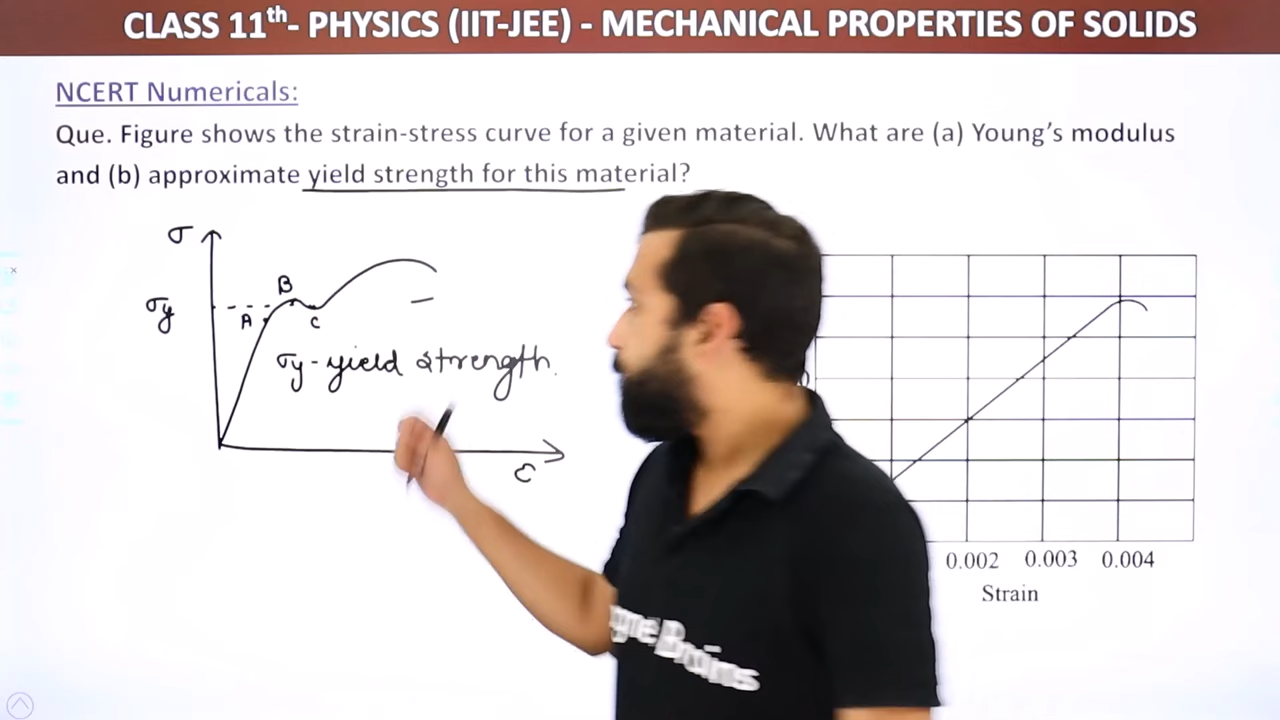 CLASS 11th- PHYSICS (IIT-JEE) - MECHANICAL PROPERTIES OF SOLIDS
NCERT Numericals:
Que. Figure shows the strain-stress curve for a given material. What are (a) Young's modulus
and (b) approximate yield strength for this material?
σ
σy
A
B
C
σy-yield strength.
ε
0.002 0.003 0.004
Strain